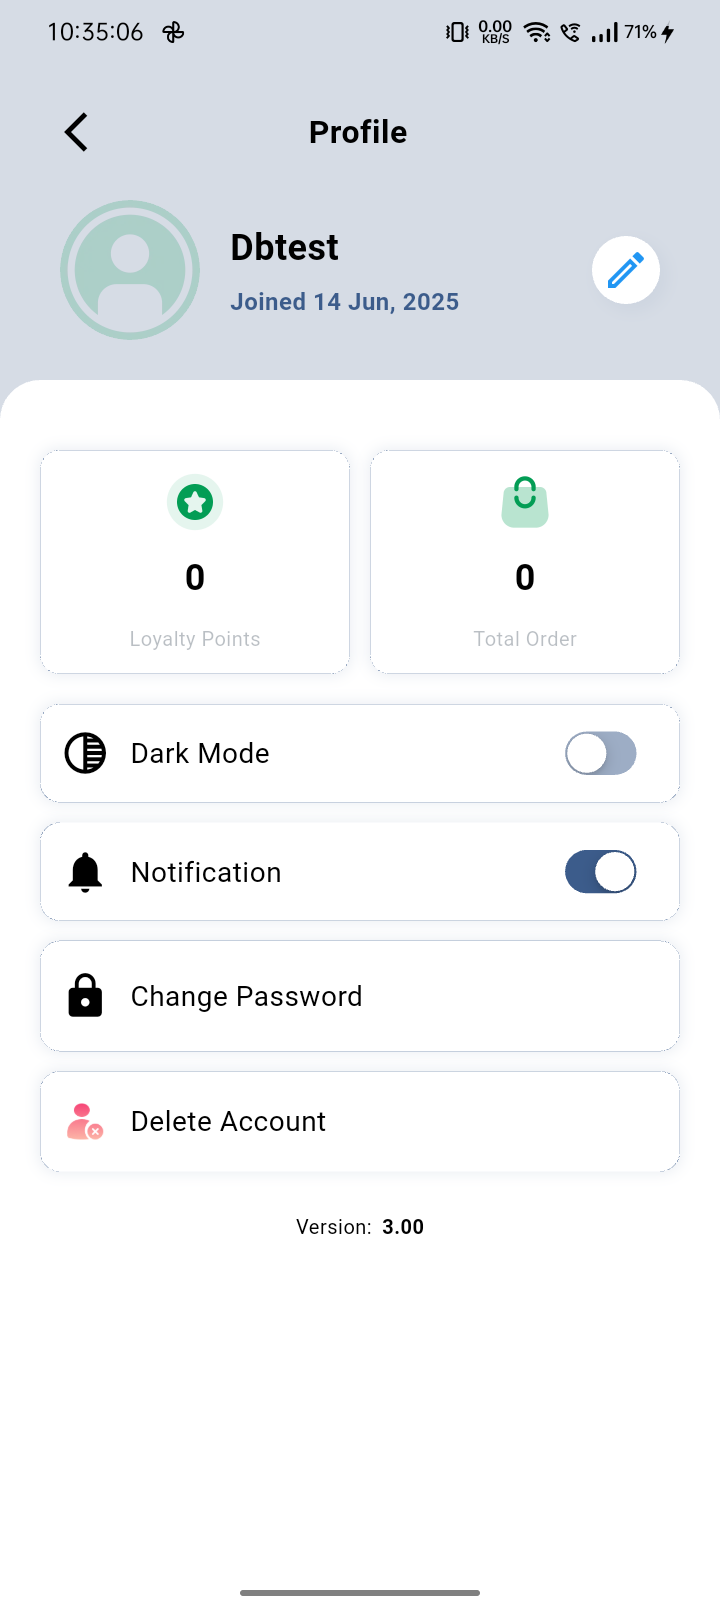 10:35:06 0.00 KB/S 71%
Profile
Dbtest
Joined 14 Jun, 2025
0 0
Loyalty Points Total Order
Dark Mode
Notification
Change Password
Delete Account
Version: 3.00